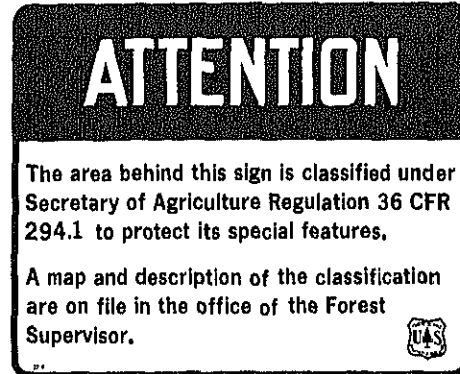 ATTENTION
The area behind this sign is classified under
Secretary of Agriculture Regulation 36 CFR
294.1 to protect its special features.
A map and description of the classification
are on file in the office of the Forest
Supervisor.
U S